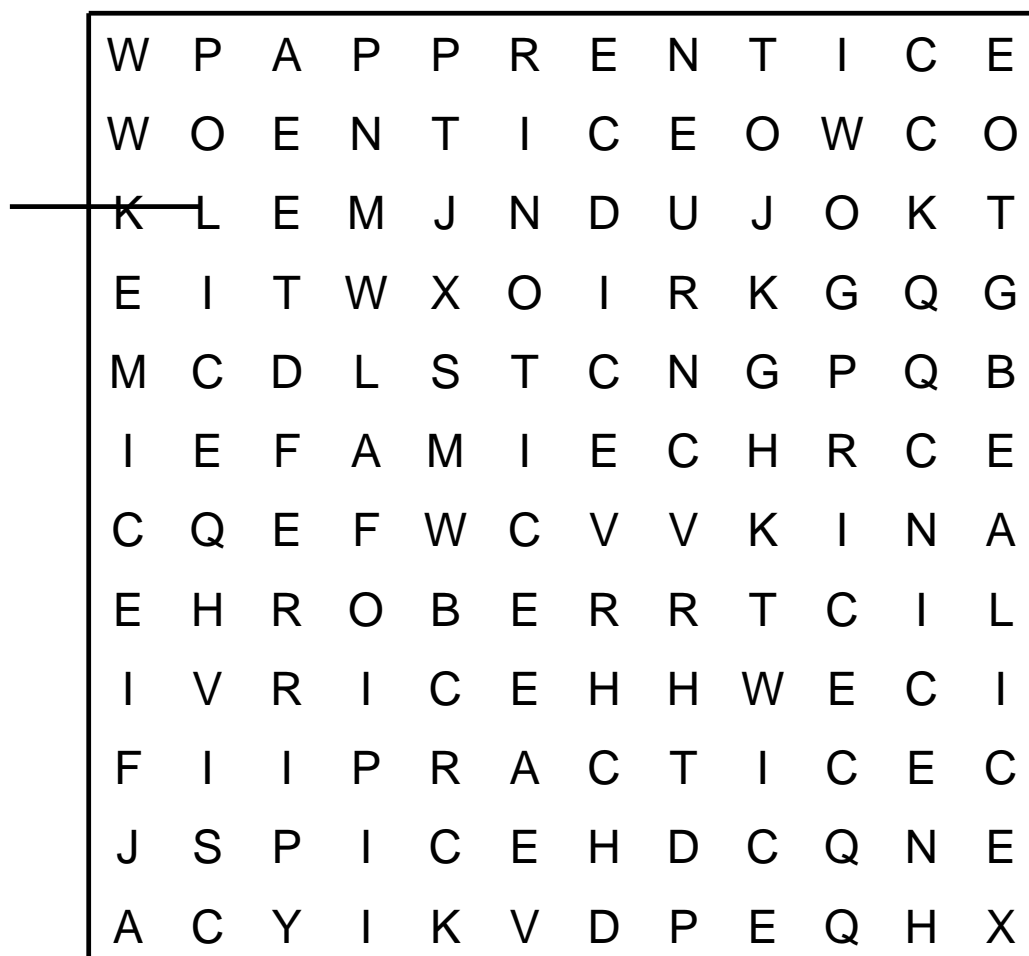 W P A P P R E N T I C E
W O E N T I C E O W C O
K L E M J N D U J O K T
E I T W X O I R K G Q G
M C D L S T C N G P Q B
I E F A M I E C H R C E
C Q E F W C V V K I N A
E H R O B E R R T C I L
I V R I C E H H W E C I
F I I P R A C T I C E C
J S P I C E H D C Q N E
A C Y I K V D P E Q H X